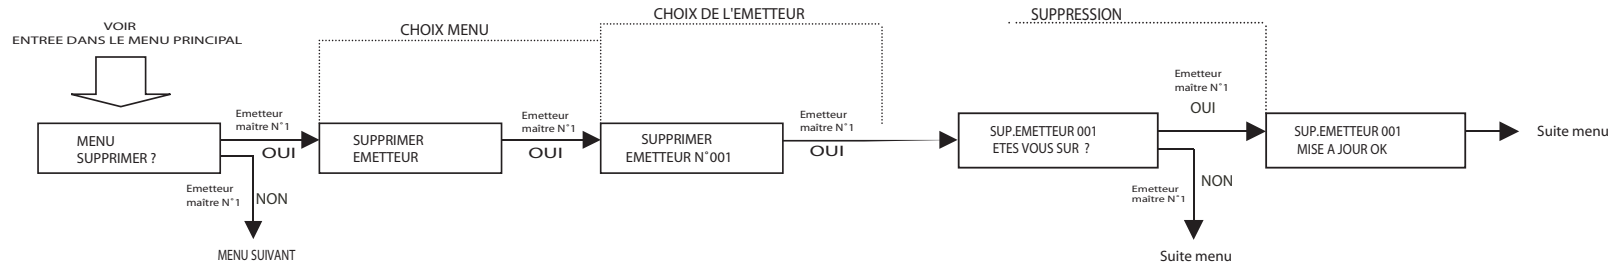 VOIR
ENTREE DANS LE MENU PRINCIPAL
CHOIX MENU
CHOIX DE L'EMETTEUR
SUPPRESSION
MENU
SUPPRIMER ?
Emetteur
maître N°1
OUI
Emetteur
maître N°1
NON
MENU SUIVANT
SUPPRIMER
EMETTEUR
Emetteur
maître N°1
OUI
SUPPRIMER
EMETTEUR N°001
Emetteur
maître N°1
OUI
SUP.EMETTEUR 001
ETES VOUS SUR ?
Emetteur
maître N°1
OUI
Emetteur
maître N°1
NON
Suite menu
SUP.EMETTEUR 001
MISE A JOUR OK
Suite menu